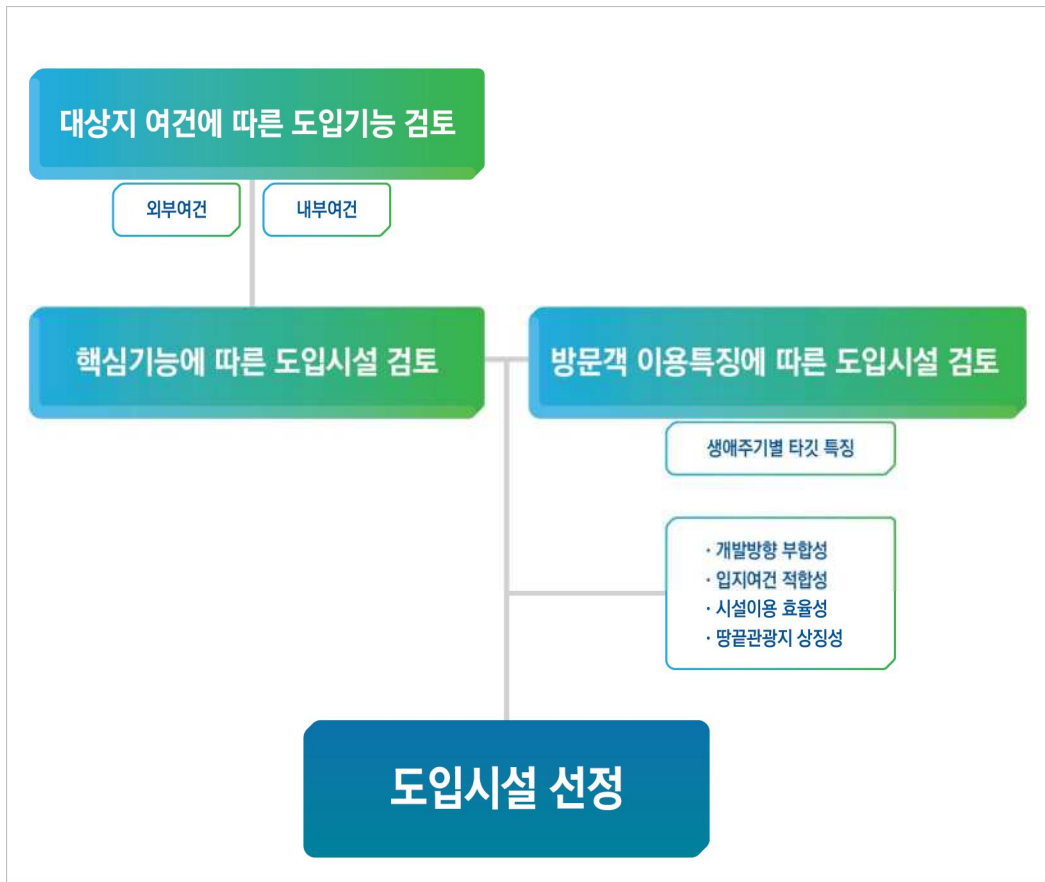 대상지 여건에 따른 도입기능 검토
외부여건
내부여건
핵심기능에 따른 도입시설 검토
방문객 이용특징에 따른 도입시설 검토
생애주기별 타깃 특징
· 개발방향 부합성
· 입지여건 적합성
· 시설이용 효율성
· 땅끝관광지 상징성
도입시설 선정